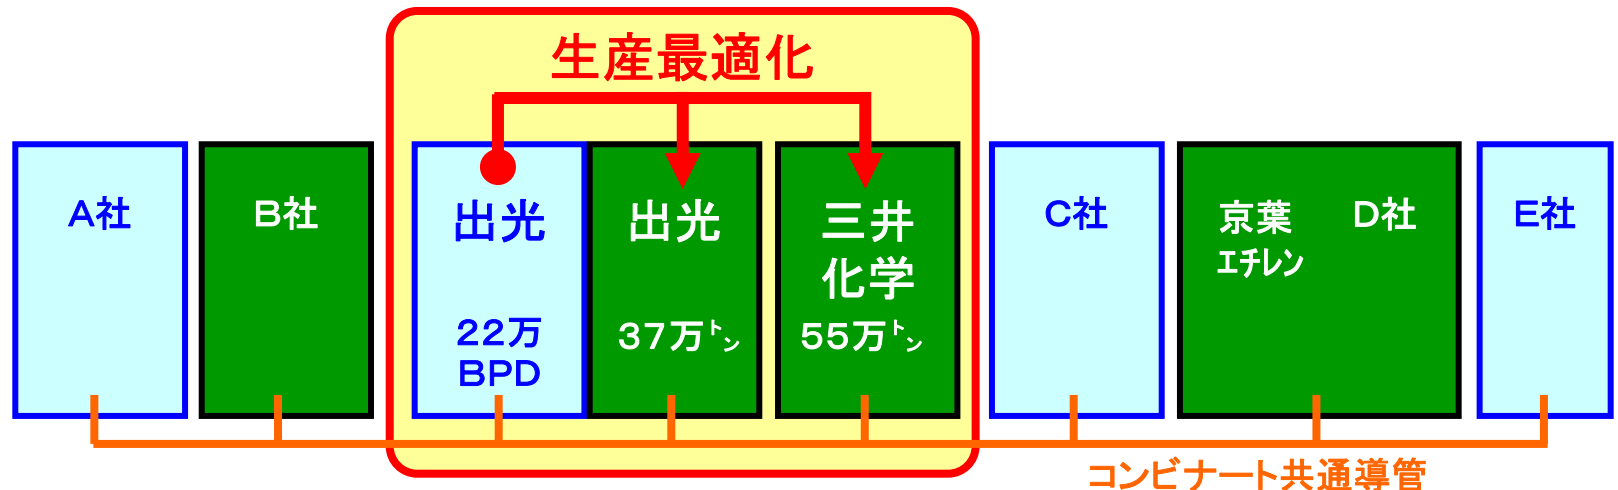 生産最適化
A社
B社
出光
22万
BPD
出光
37万㌧
三井
化学
55万㌧
C社
京葉
ｴﾁﾚﾝ
D社
E社
コンビナート共通導管